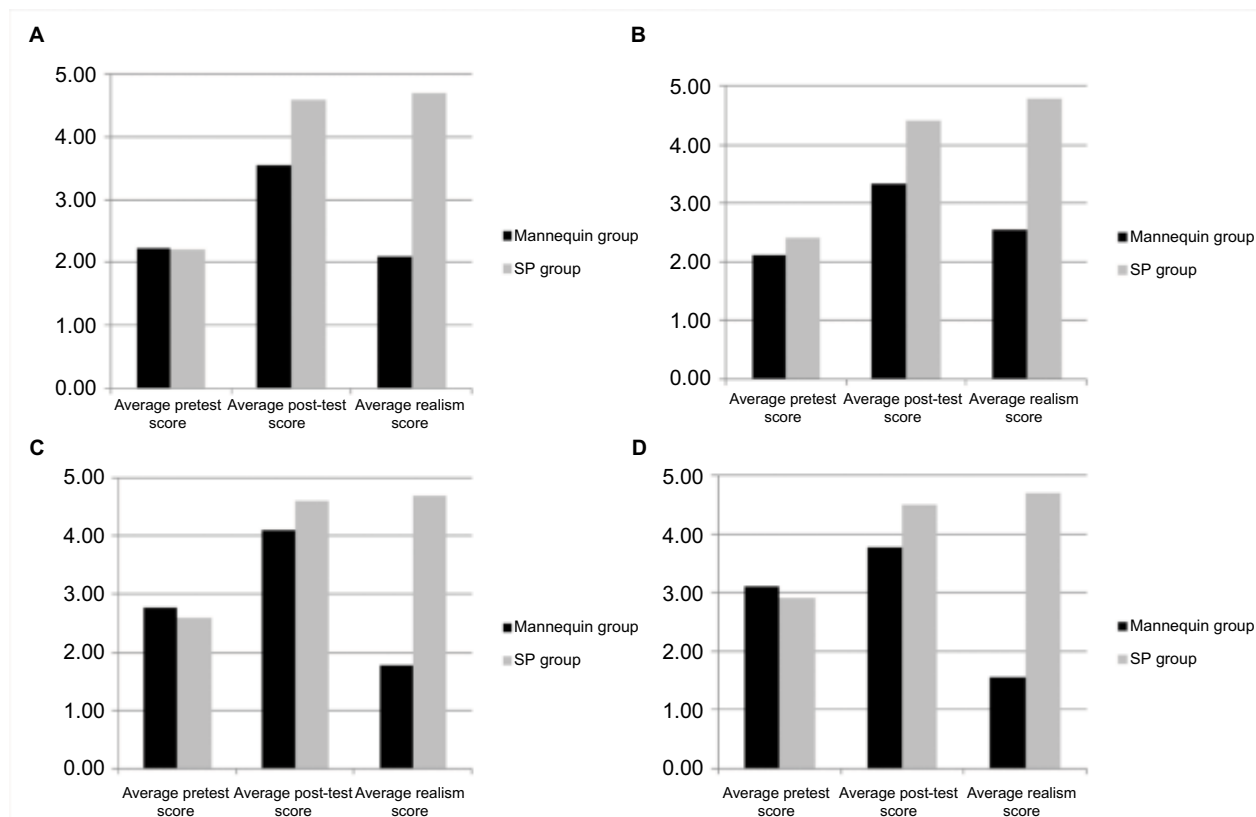 A
5.00
4.00
3.00
2.00
1.00
0.00
Average pretest score
Average post-test score
Average realism score
Mannequin group
SP group
B
5.00
4.00
3.00
2.00
1.00
0.00
Average pretest score
Average post-test score
Average realism score
Mannequin group
SP group
C
5.00
4.00
3.00
2.00
1.00
0.00
Average pretest score
Average post-test score
Average realism score
Mannequin group
SP group
D
5.00
4.00
3.00
2.00
1.00
0.00
Average pretest score
Average post-test score
Average realism score
Mannequin group
SP group